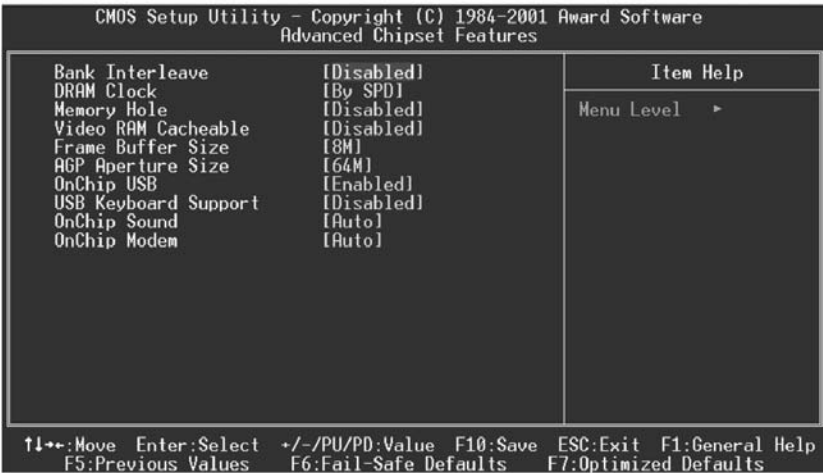 CMOS Setup Utility - Copyright (C) 1984-2001 Award Software
Advanced Chipset Features
Bank Interleave [Disabled]
DRAM Clock [By SPD]
Memory Hole [Disabled]
Video RAM Cacheable [Disabled]
Frame Buffer Size [8M]
AGP Aperture Size [64M]
OnChip USB [Enabled]
USB Keyboard Support [Disabled]
OnChip Sound [Auto]
OnChip Modem [Auto]
Item Help
Menu Level ►
↑↓→←:Move Enter:Select +/-/PU/PD:Value F10:Save ESC:Exit F1:General Help
F5:Previous Values F6:Fail-Safe Defaults F7:Optimized Defaults